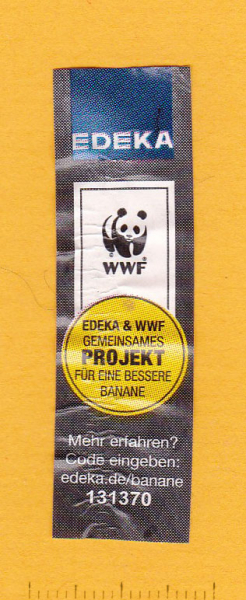 EDEKA
WWF
EDEKA & WWF
GEMEINSAMES
PROJEKT
FÜR EINE BESSERE
BANANE
Mehr erfahren?
Code eingeben:
edeka.de/banane
131370